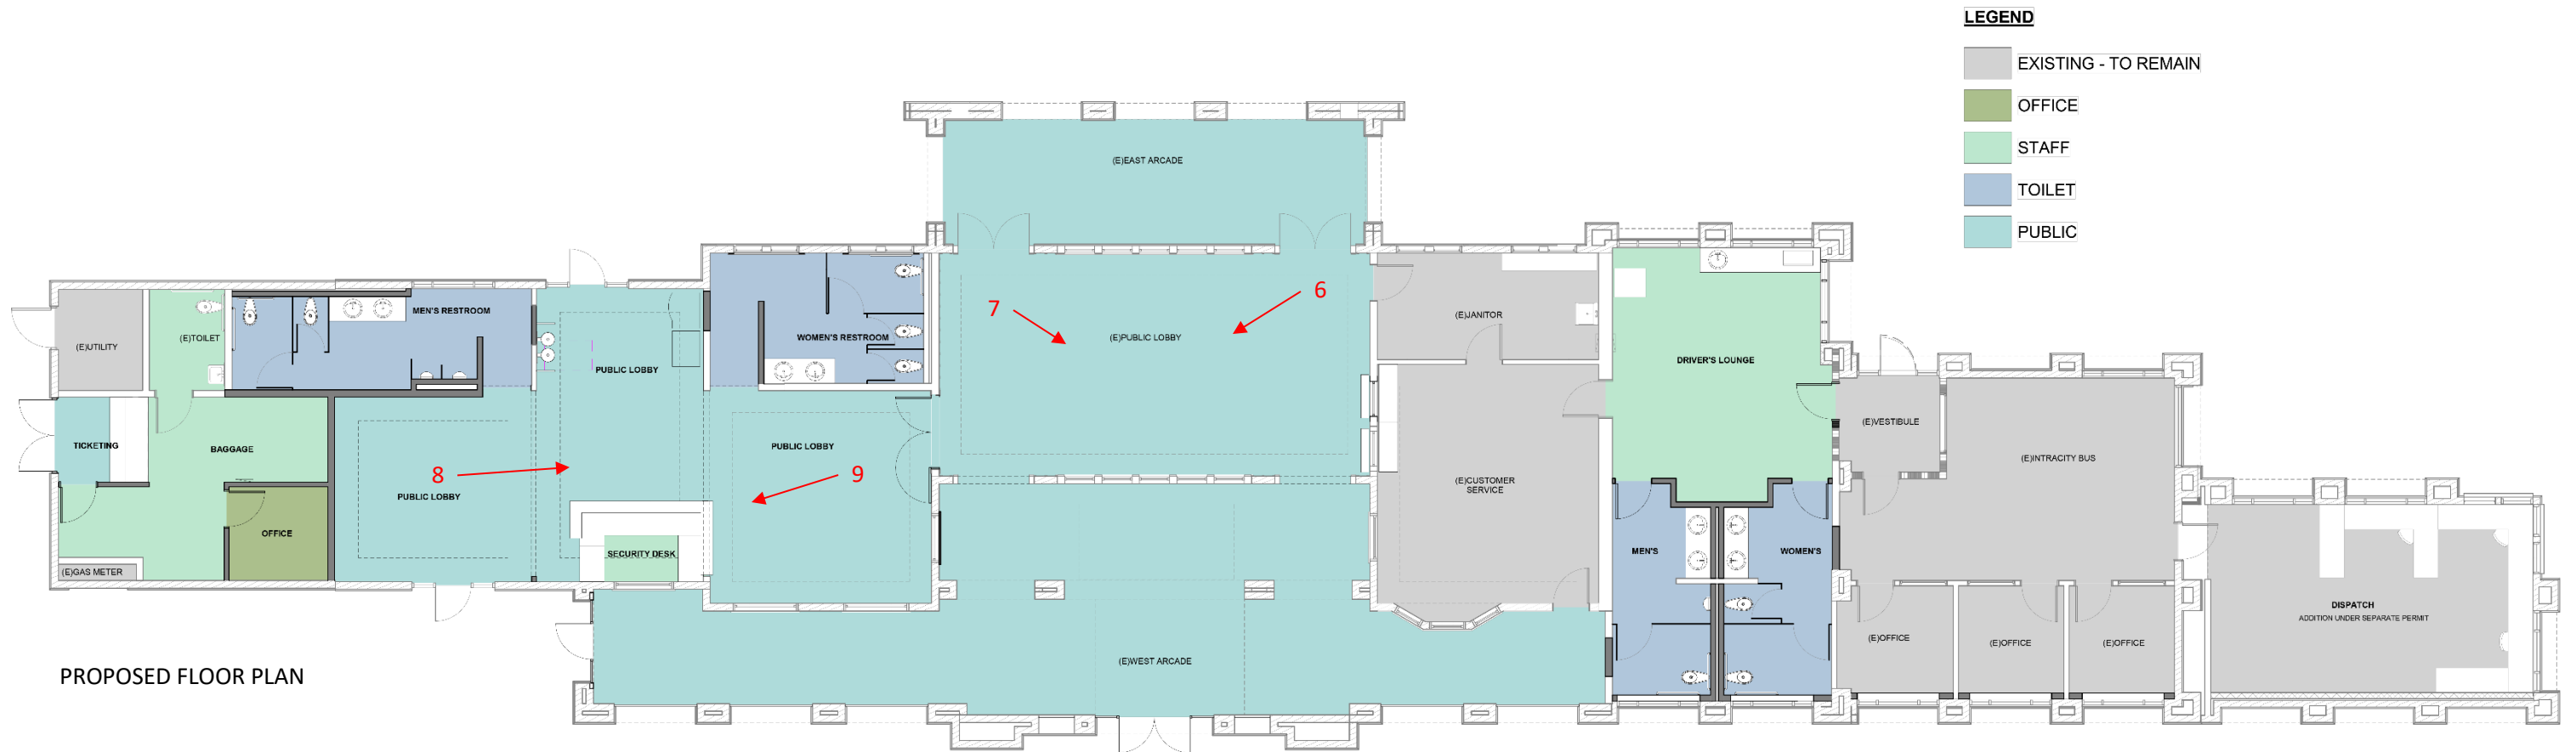 LEGEND
EXISTING - TO REMAIN
OFFICE
STAFF
TOILET
PUBLIC
(E)EAST ARCADE
6
7
(E)PUBLIC LOBBY
MEN'S RESTROOM
WOMEN'S RESTROOM
(E)UTILITY
(E)TOILET
PUBLIC LOBBY
(E)JANITOR
DRIVER'S LOUNGE
TICKETING
BAGGAGE
PUBLIC LOBBY
8
9
PUBLIC LOBBY
(E)VESTIBULE
(E)INTRACITY BUS
(E)CUSTOMER
SERVICE
OFFICE
SECURITY DESK
MEN'S
WOMEN'S
(E)GAS METER
DISPATCH
ADDITION UNDER SEPARATE PERMIT
(E)OFFICE
(E)OFFICE
(E)OFFICE
(E)WEST ARCADE
PROPOSED FLOOR PLAN